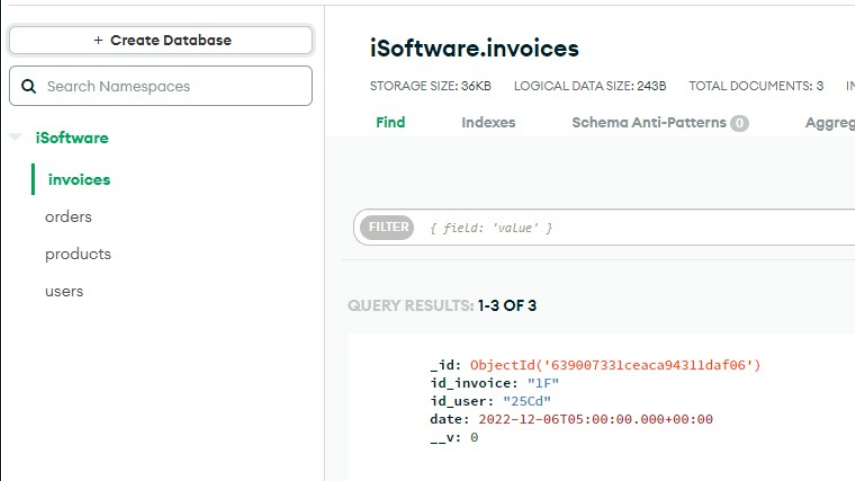 + Create Database
Search Namespaces
iSoftware
invoices
orders
products
users
iSoftware.invoices
STORAGE SIZE: 36KB LOGICAL DATA SIZE: 243B TOTAL DOCUMENTS: 3
Find Indexes Schema Anti-Patterns 0
FILTER { field: 'value' }
QUERY RESULTS: 1-3 OF 3
_id: ObjectId('639007331ceaca94311daf06')
id_invoice: "1F"
id_user: "25Cd"
date: 2022-12-06T05:00:00.000+00:00
__v: 0